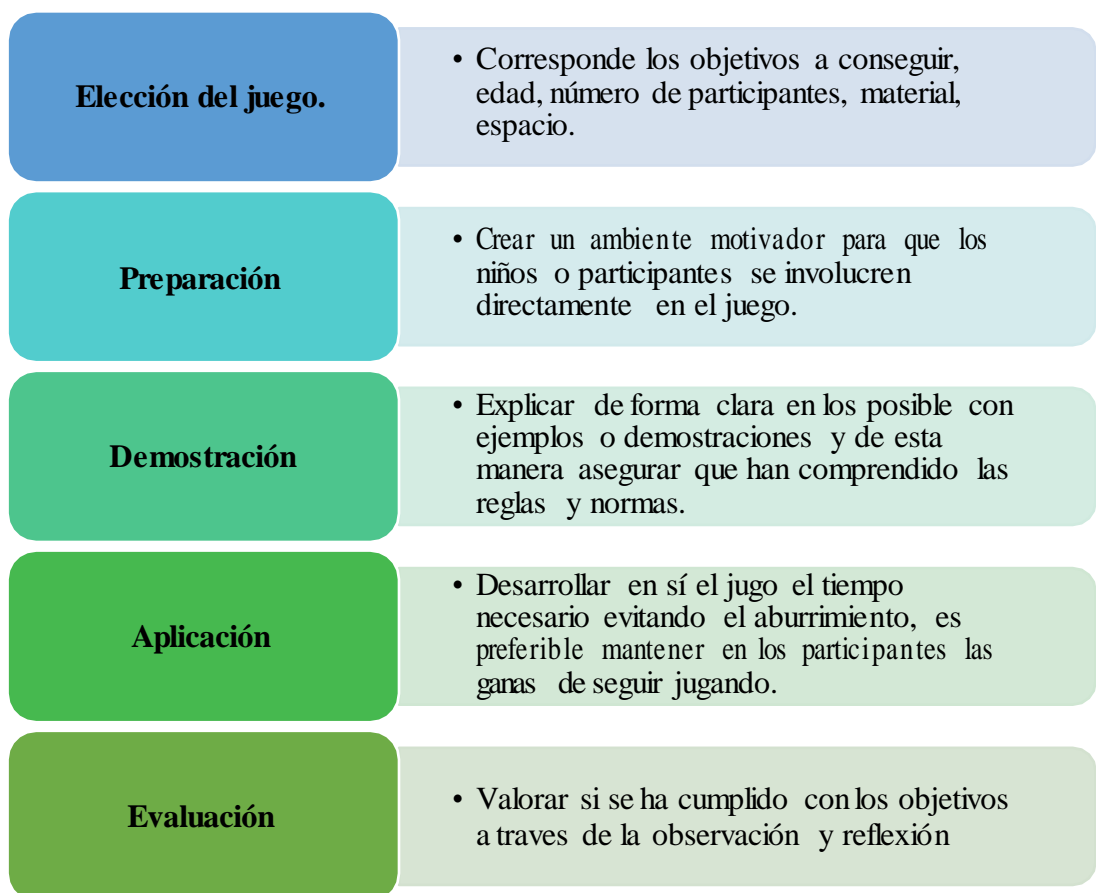 Elección del juego.
• Corresponde los objetivos a conseguir,
edad, número de participantes, material,
espacio.
Preparación
• Crear un ambiente motivador para que los
niños o participantes se involucren
directamente en el juego.
Demostración
• Explicar de forma clara en los posible con
ejemplos o demostraciones y de esta
manera asegurar que han comprendido las
reglas y normas.
Aplicación
• Desarrollar en sí el jugo el tiempo
necesario evitando el aburrimiento, es
preferible mantener en los participantes las
ganas de seguir jugando.
Evaluación
• Valorar si se ha cumplido con los objetivos
a traves de la observación y reflexión